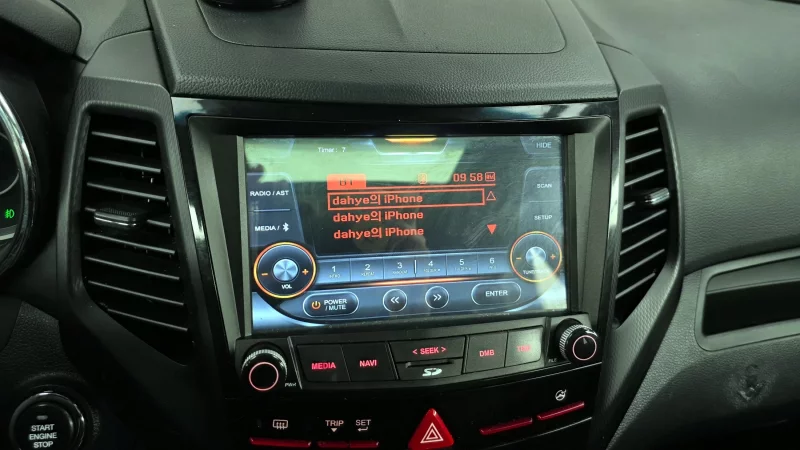 Timer: 7
HIDE
BT
09:58
RADIO / AST
dahye의 iPhone
SCAN
dahye의 iPhone
SETUP
MEDIA /
dahye의 iPhone
VOL
1 2 3 4 5 6
POWER / MUTE
ENTER
MEDIA
NAVI
< SEEK >
SD
DMB
TRIP
SET
START
ENGINE
STOP